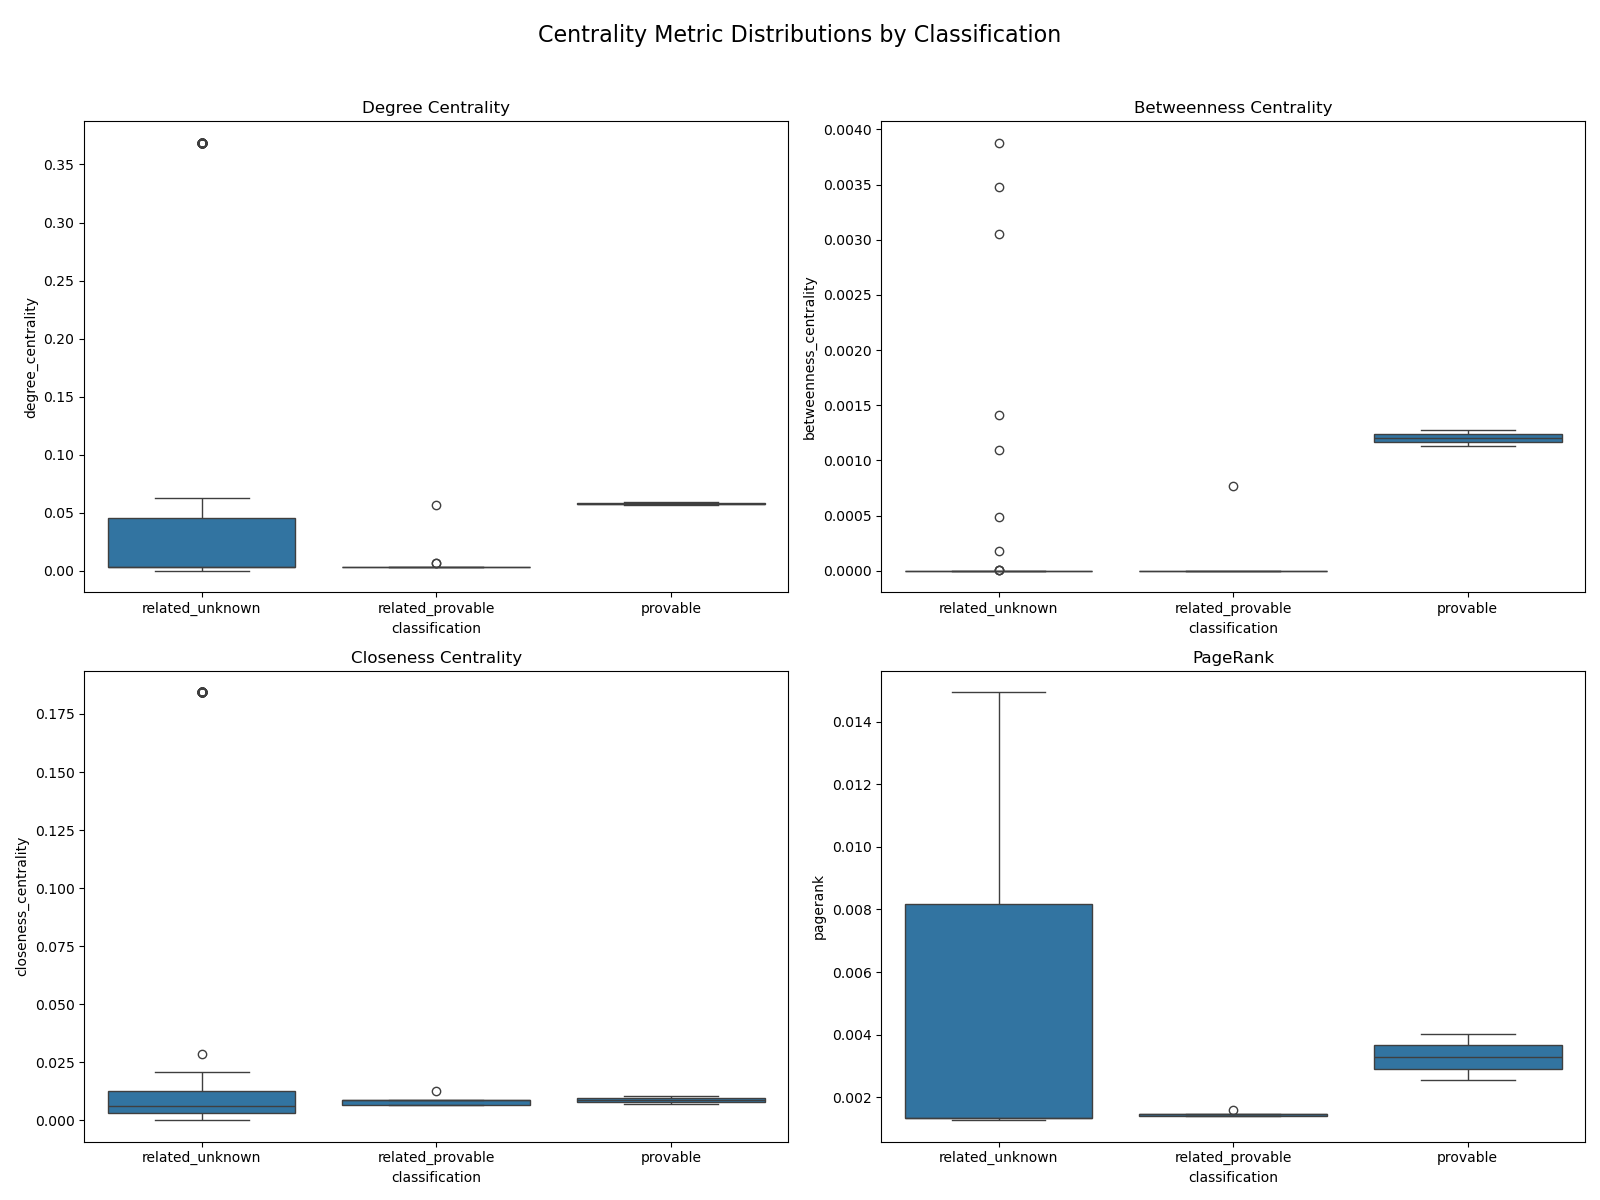 Centrality Metric Distributions by Classification
Degree Centrality
degree_centrality
0.35
0.30
0.25
0.20
0.15
0.10
0.05
0.00
related_unknown related_provable provable
classification
Betweenness Centrality
betweenness_centrality
0.0040
0.0035
0.0030
0.0025
0.0020
0.0015
0.0010
0.0005
0.0000
related_unknown related_provable provable
classification
Closeness Centrality
closeness_centrality
0.175
0.150
0.125
0.100
0.075
0.050
0.025
0.000
related_unknown related_provable provable
classification
PageRank
pagerank
0.014
0.012
0.010
0.008
0.006
0.004
0.002
related_unknown related_provable provable
classification